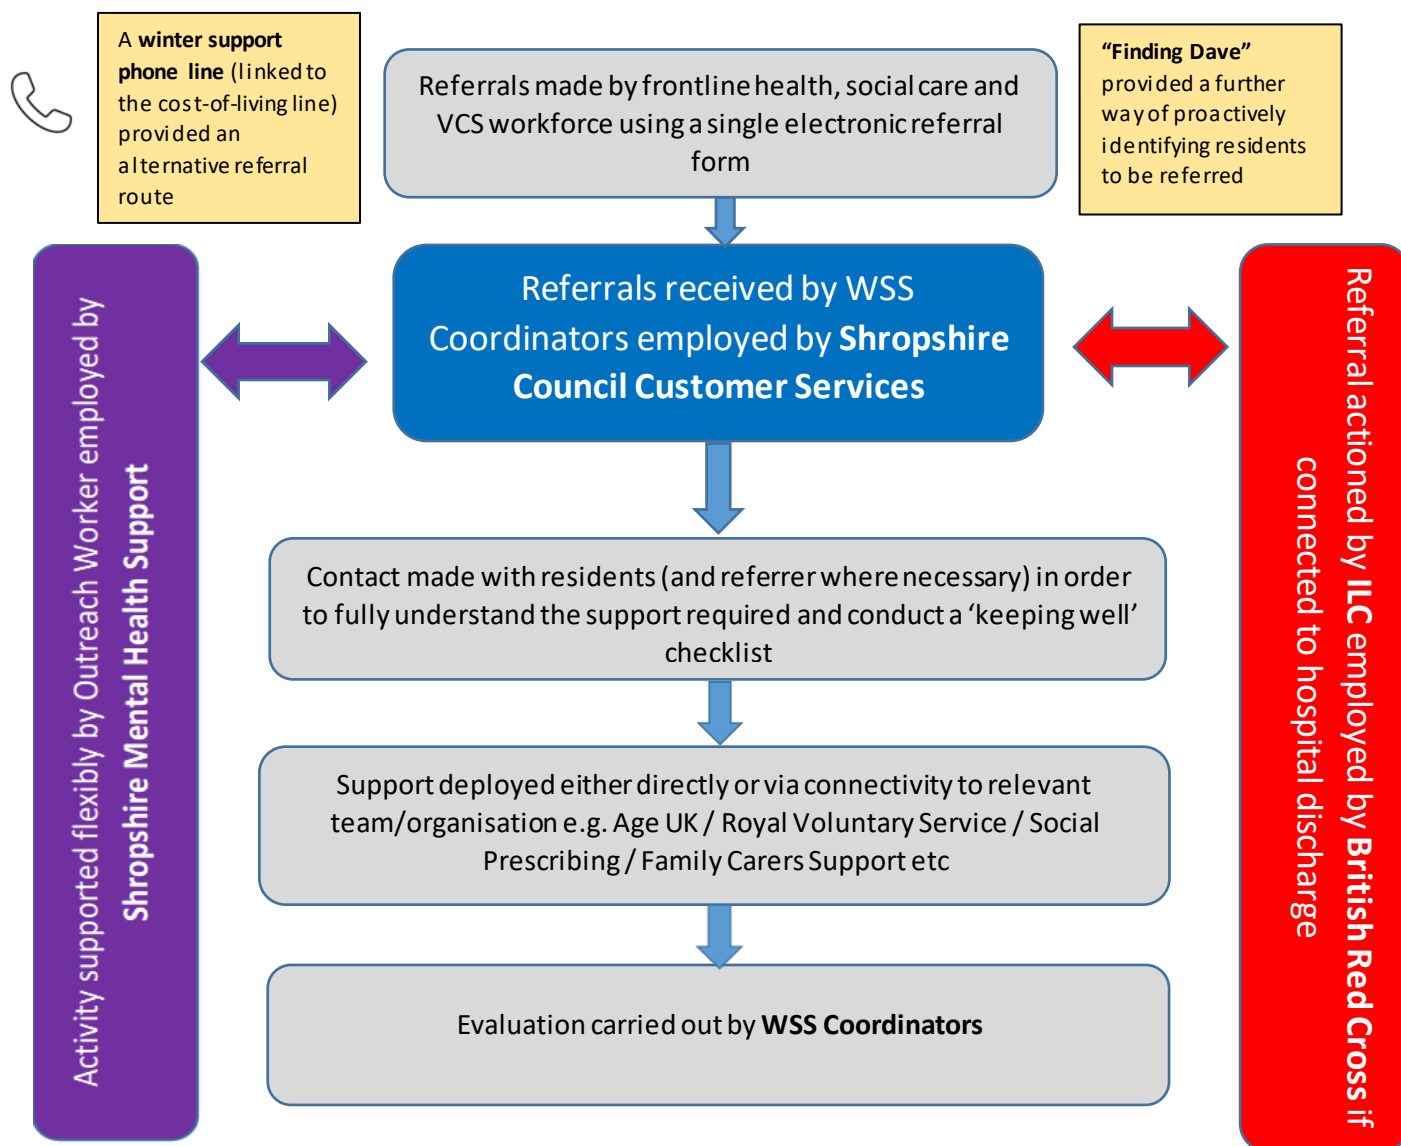 A winter support
phone line (linked to
the cost-of-living line)
provided an
alternative referral
route
Referrals made by frontline health, social care and
VCS workforce using a single electronic referral
form
“Finding Dave”
provided a further
way of proactively
identifying residents
to be referred
Activity supported flexibly by Outreach Worker employed by
Shropshire Mental Health Support
Referrals received by WSS
Coordinators employed by Shropshire
Council Customer Services
Referral actioned by ILC employed by British Red Cross if
connected to hospital discharge
Contact made with residents (and referrer where necessary) in order
to fully understand the support required and conduct a ‘keeping well’
checklist
Support deployed either directly or via connectivity to relevant
team/organisation e.g. Age UK / Royal Voluntary Service / Social
Prescribing / Family Carers Support etc
Evaluation carried out by WSS Coordinators